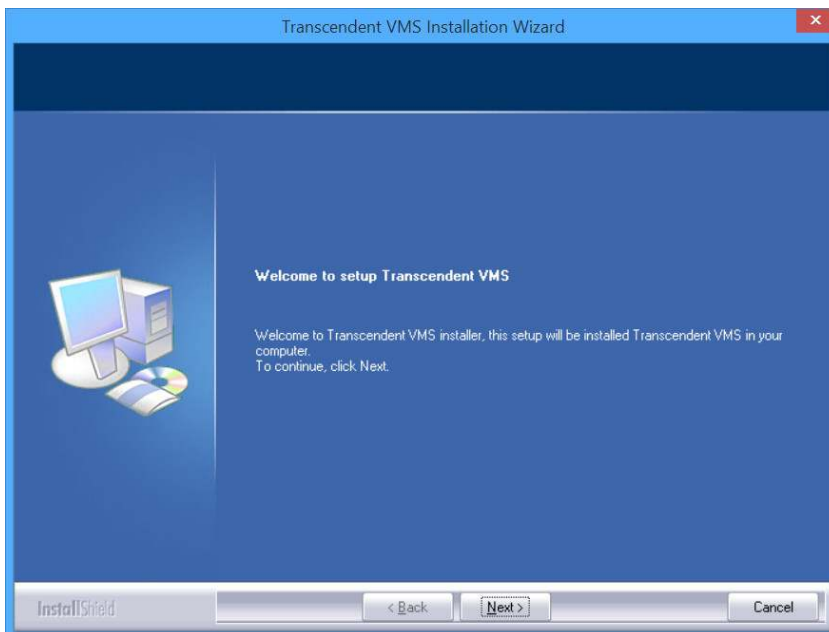 Transcendent VMS Installation Wizard
Welcome to setup Transcendent VMS
Welcome to Transcendent VMS installer, this setup will be installed Transcendent VMS in your
computer.
To continue, click Next.
InstallShield
< Back
Next >
Cancel